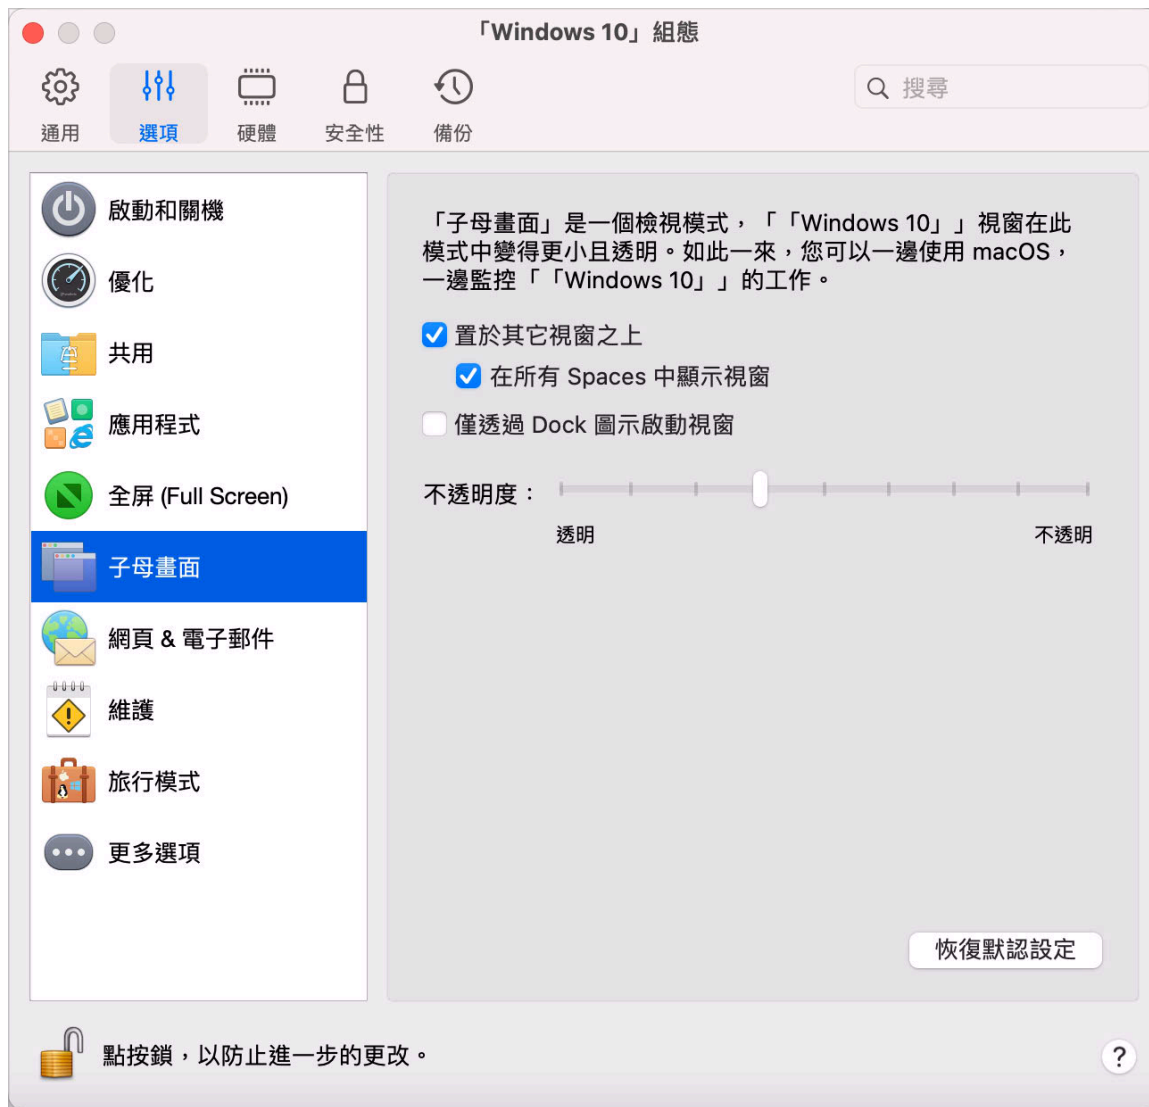 「Windows 10」組態
通用
選項
硬體
安全性
備份
搜尋
啟動和關機
優化
共用
應用程式
全屏 (Full Screen)
子母畫面
網頁 & 電子郵件
維護
旅行模式
更多選項
「子母畫面」是一個檢視模式，「「Windows 10」」視窗在此
模式中變得更小且透明。如此一來，您可以一邊使用 macOS，
一邊監控「「Windows 10」」的工作。
置於其它視窗之上
在所有 Spaces 中顯示視窗
僅透過 Dock 圖示啟動視窗
不透明度：
透明
不透明
恢復默認設定
點按鎖，以防止進一步的更改。
?